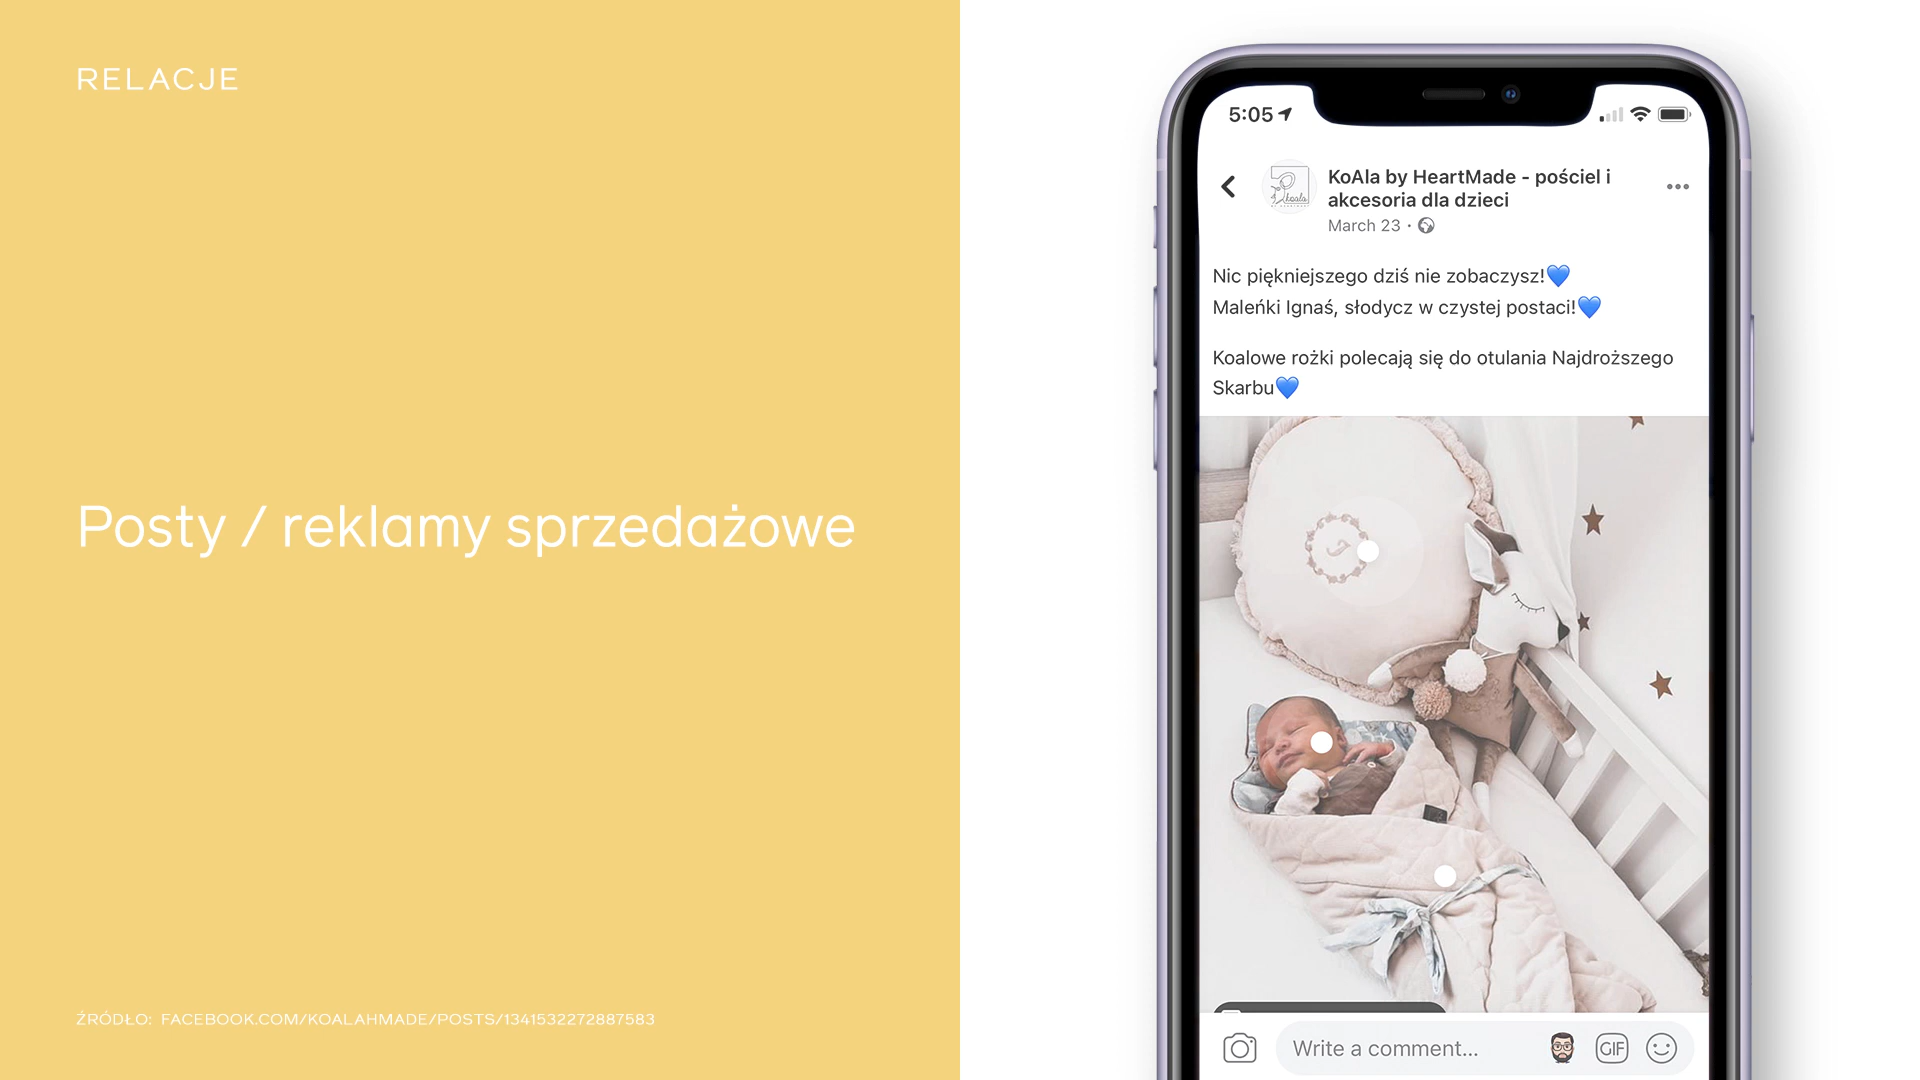 RELACJE
Posty / reklamy sprzedażowe
ŹRÓDŁO: FACEBOOK.COM/KOALAHMADE/POSTS/1341532272887583
5:05
KoAla by HeartMade - pościel i
akcesoria dla dzieci
March 23 ·
koala
Nic piękniejszego dziś nie zobaczysz!💙
Maleńki Ignaś, słodycz w czystej postaci!💙
Koalowe rożki polecają się do otulania Najdroższego
Skarbu💙
Write a comment...
GIF